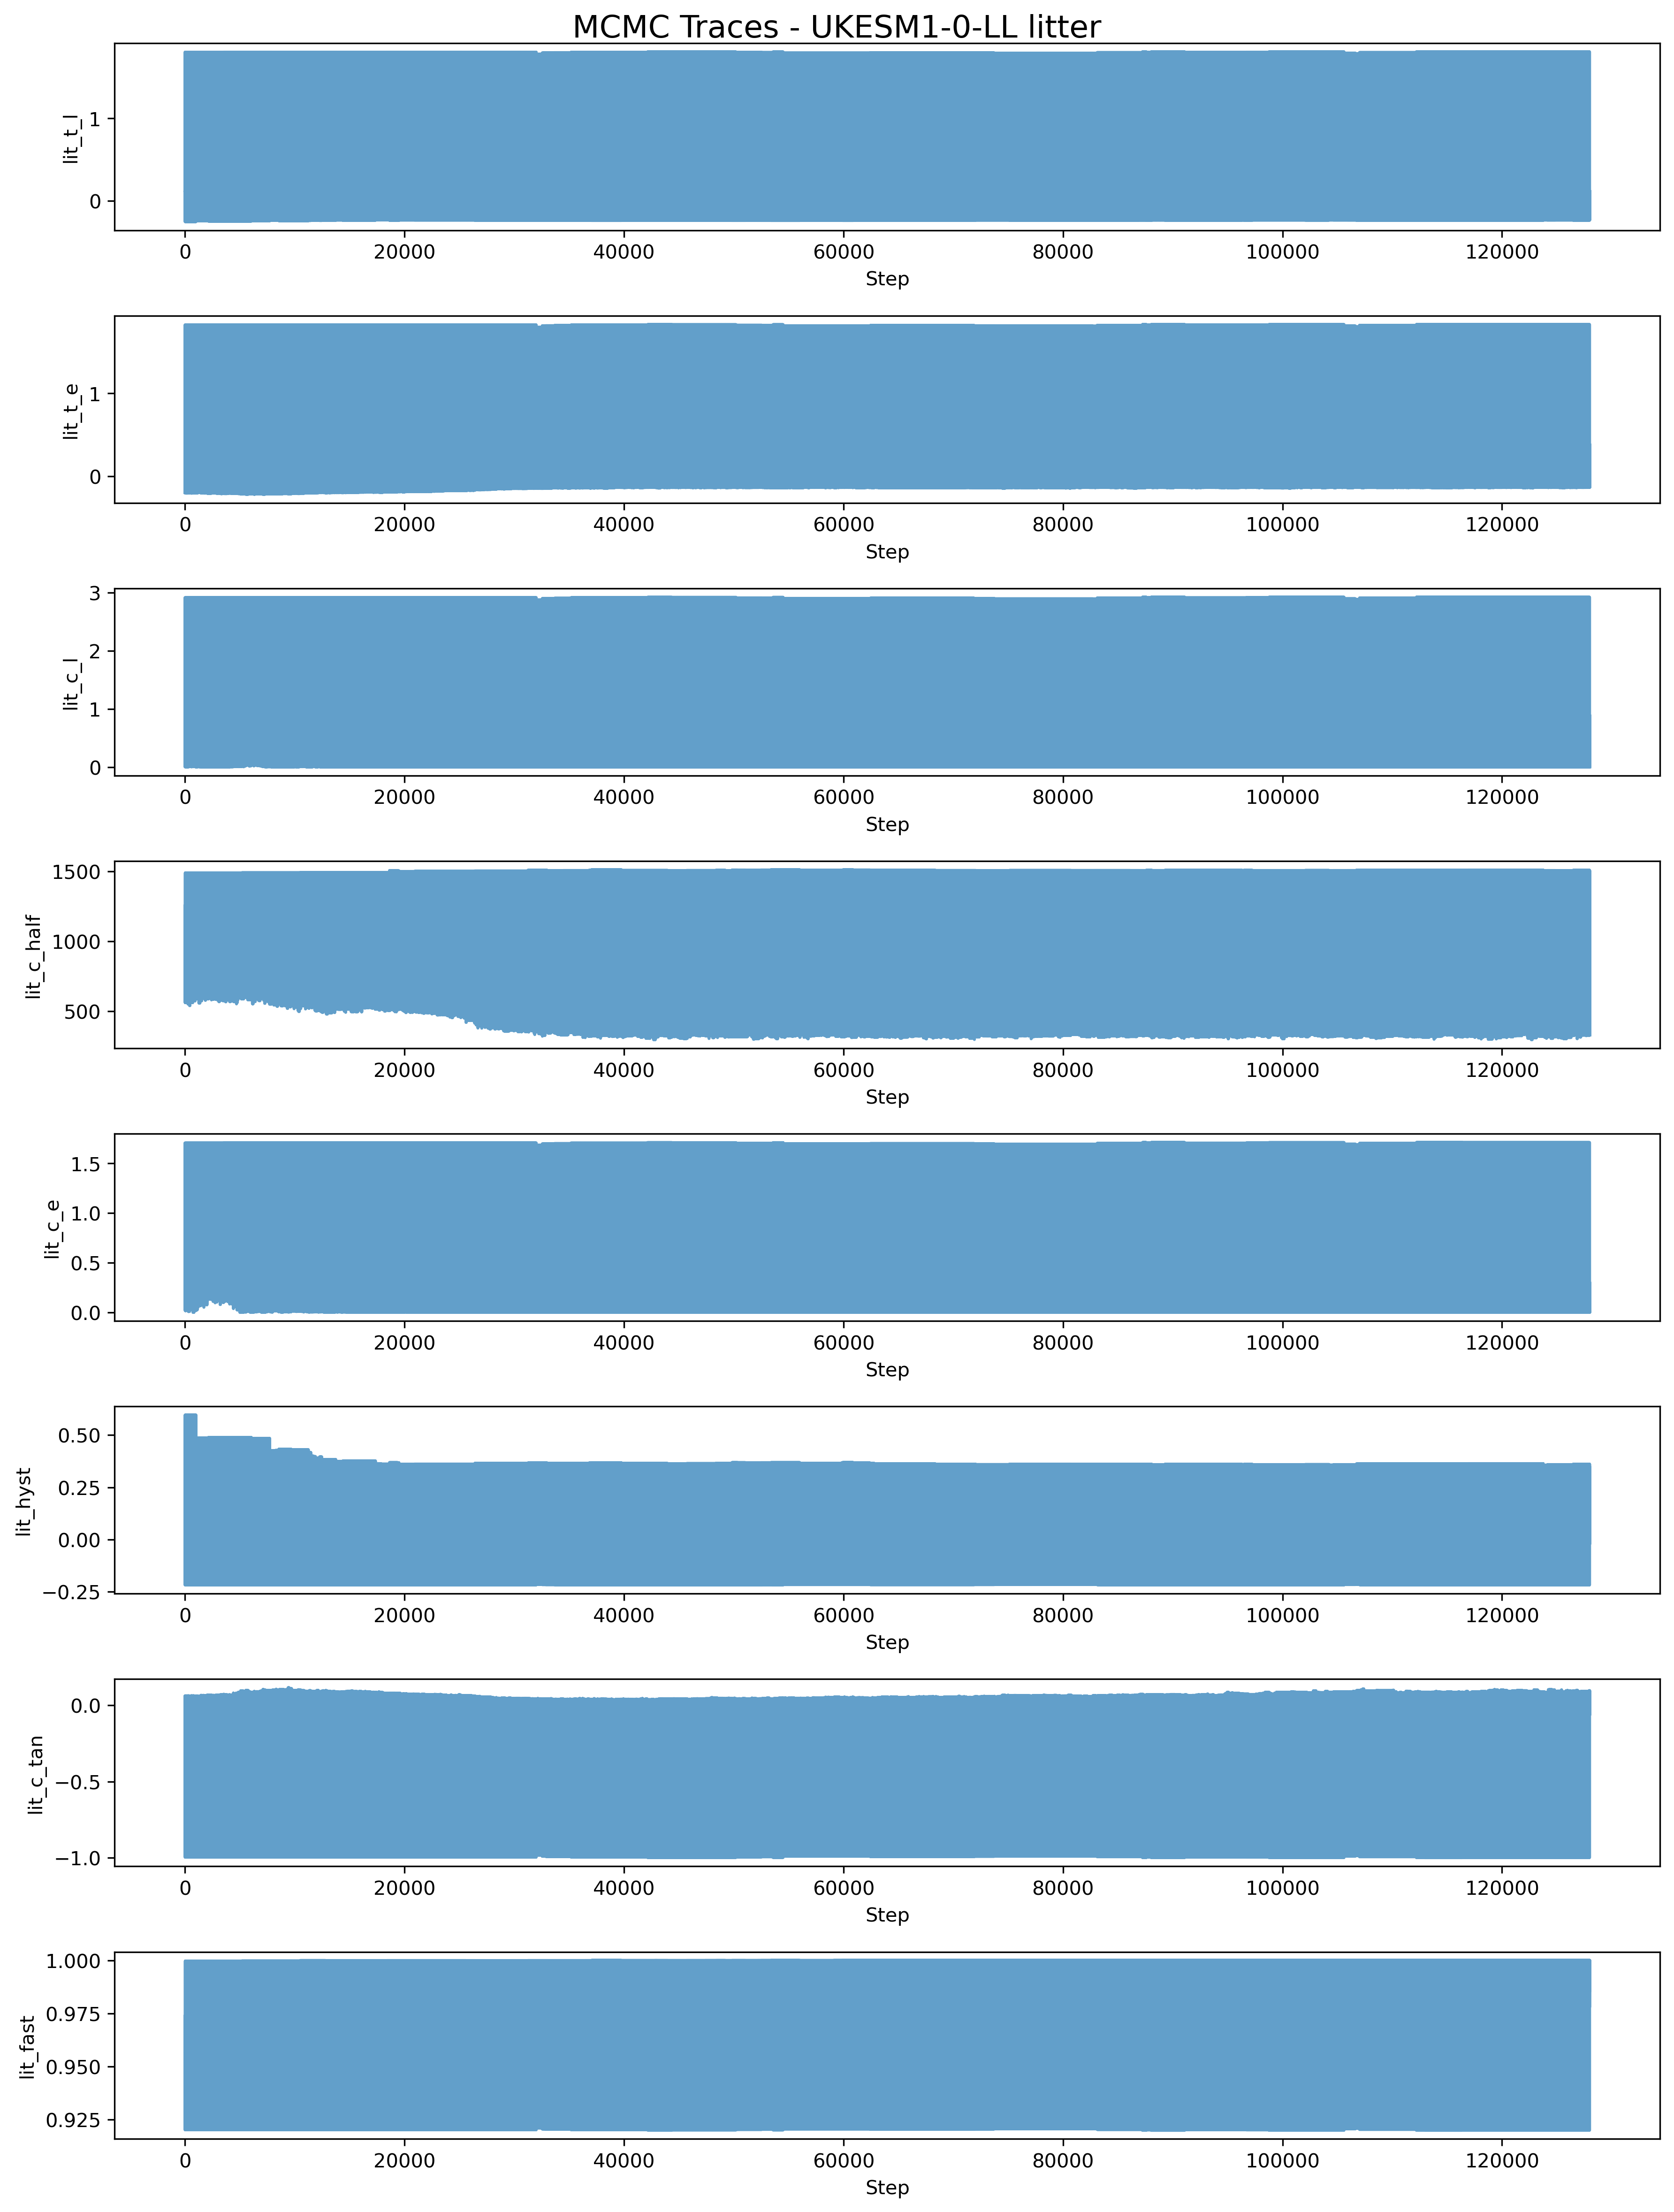 MCMC Traces - UKESM1-0-LL litter
1
0
lit_t_l
0 20000 40000 60000 80000 100000 120000
Step
1
0
lit_t_e
0 20000 40000 60000 80000 100000 120000
Step
3
2
1
0
lit_c_l
0 20000 40000 60000 80000 100000 120000
Step
1500
1000
500
lit_c_half
0 20000 40000 60000 80000 100000 120000
Step
1.5
1.0
0.5
0.0
lit_c_e
0 20000 40000 60000 80000 100000 120000
Step
0.50
0.25
0.00
−0.25
lit_hyst
0 20000 40000 60000 80000 100000 120000
Step
0.0
−0.5
−1.0
lit_c_tan
0 20000 40000 60000 80000 100000 120000
Step
1.000
0.975
0.950
0.925
lit_fast
0 20000 40000 60000 80000 100000 120000
Step